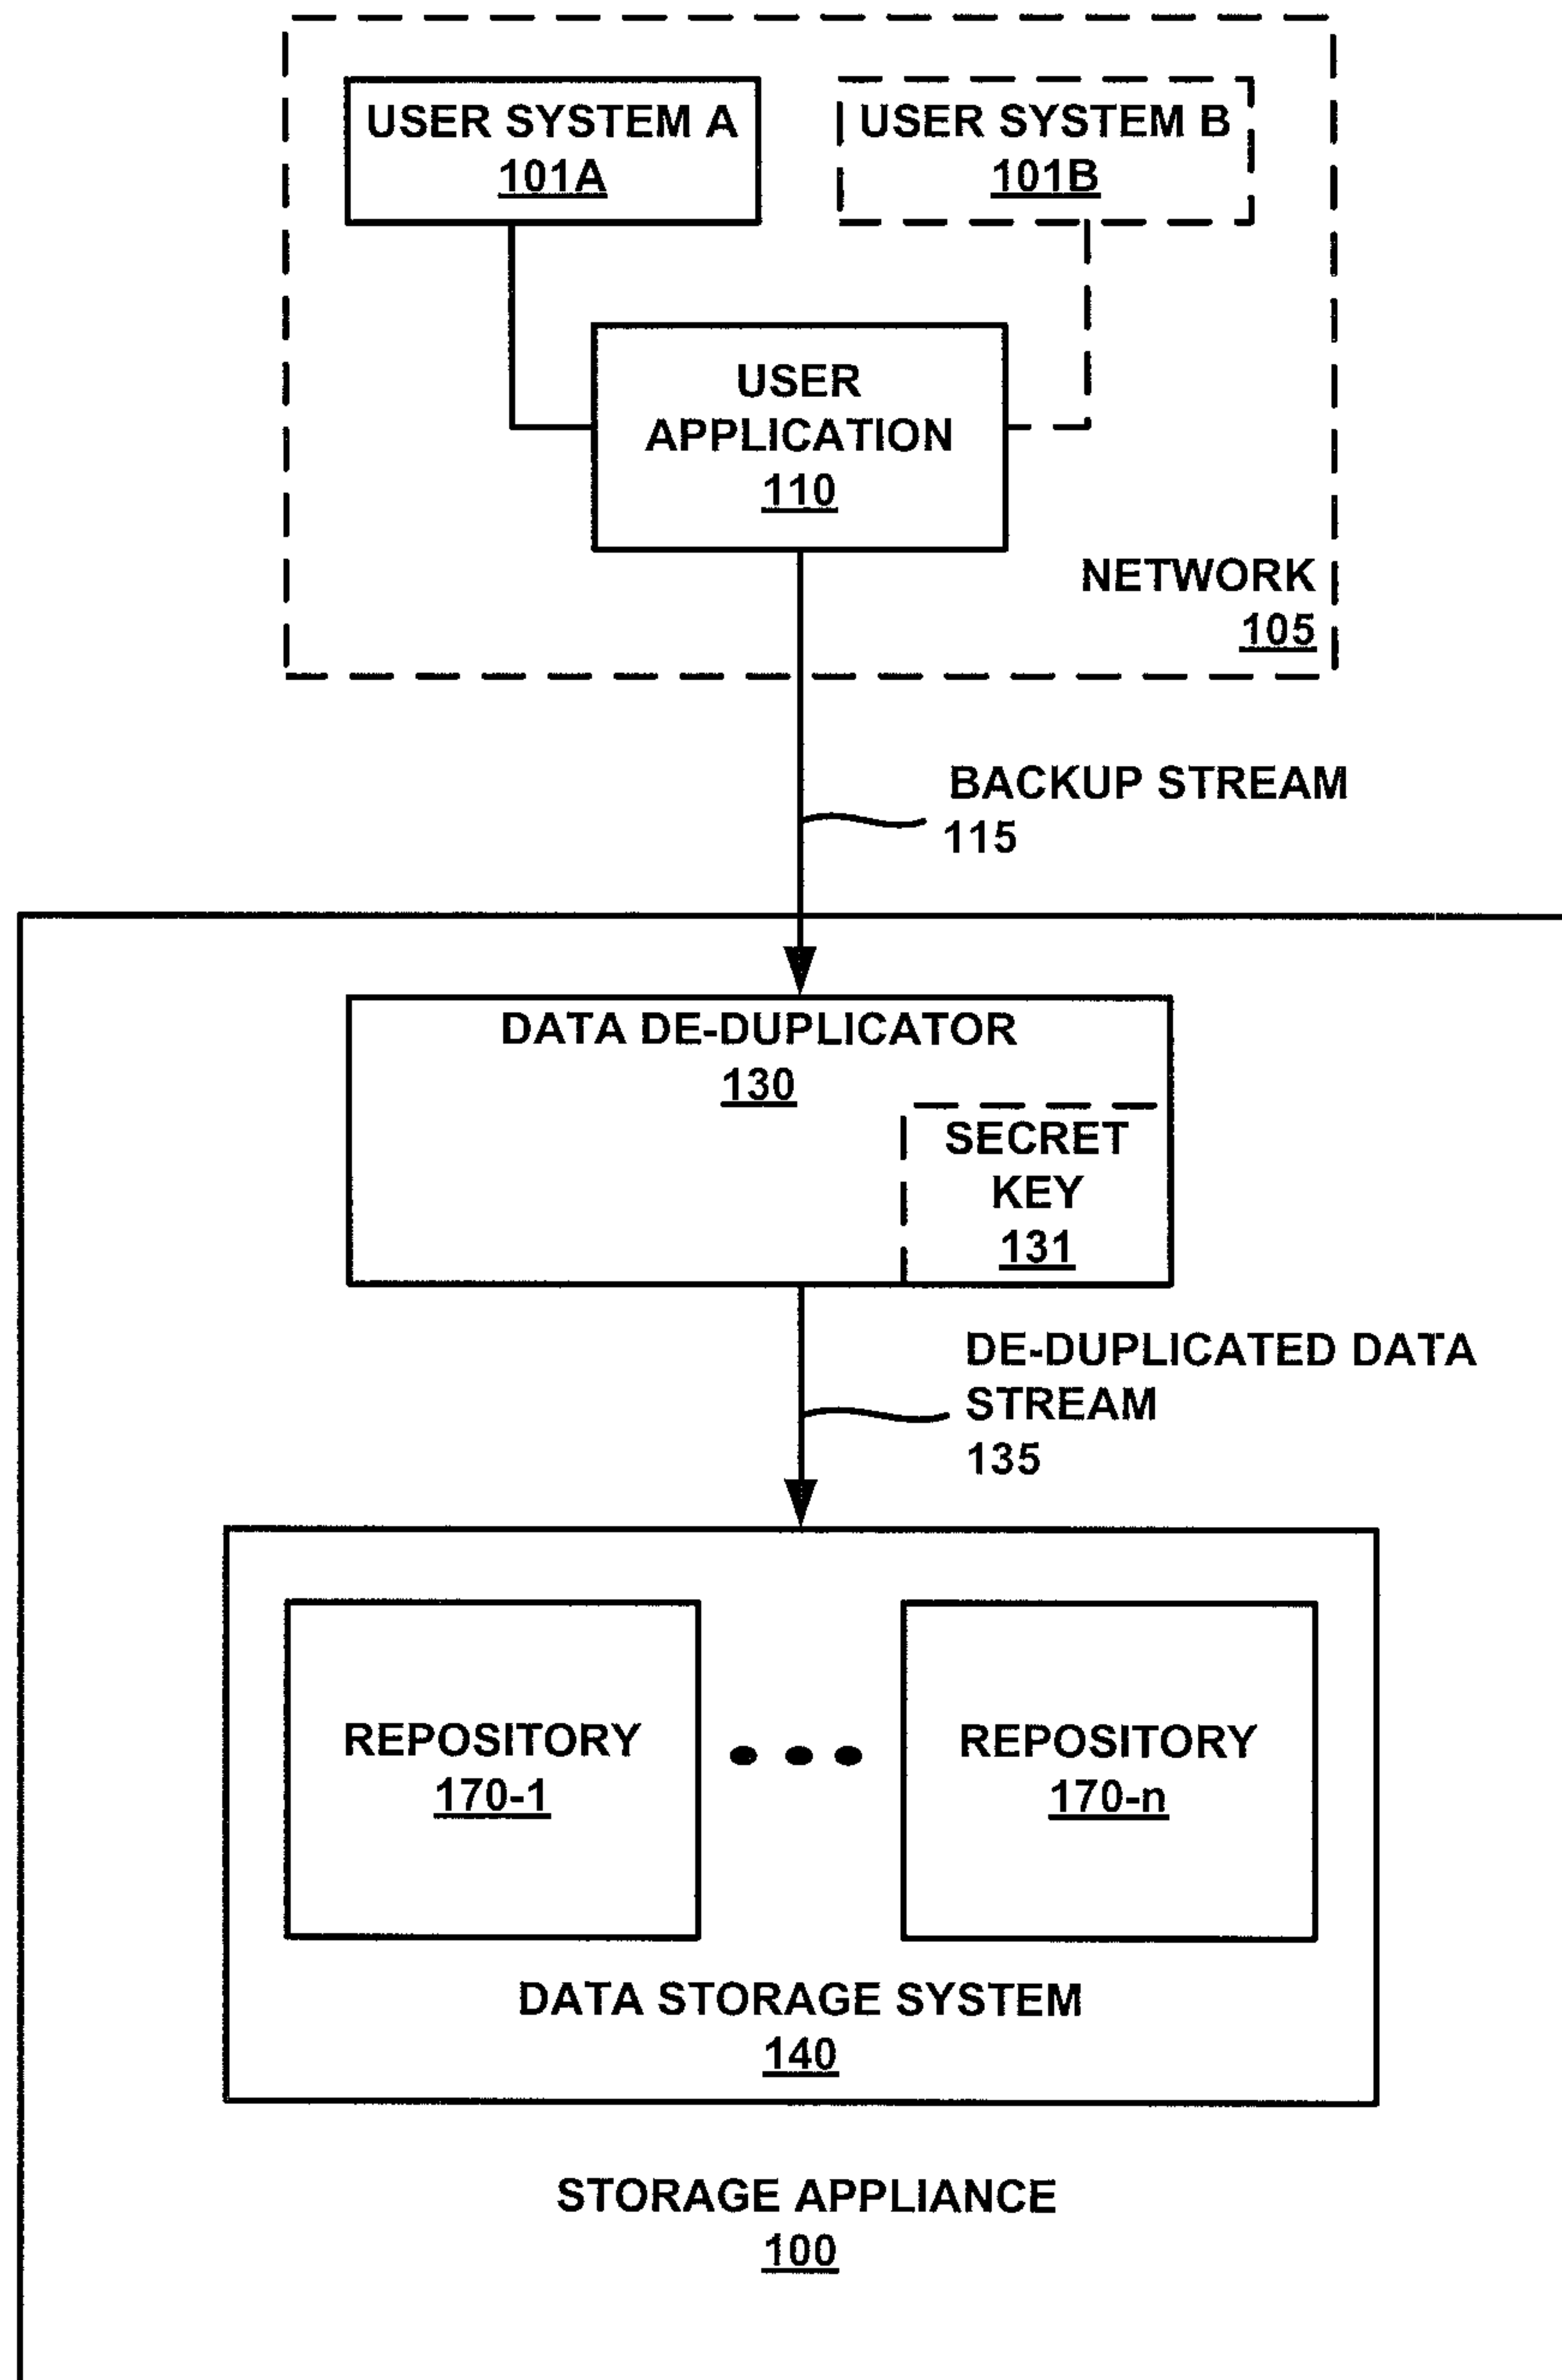 USER SYSTEM A
101A
USER SYSTEM B
101B
USER
APPLICATION
110
NETWORK
105
BACKUP STREAM
115
DATA DE-DUPLICATOR
130
SECRET
KEY
131
DE-DUPLICATED DATA
STREAM
135
REPOSITORY
170-1
REPOSITORY
170-n
DATA STORAGE SYSTEM
140
STORAGE APPLIANCE
100